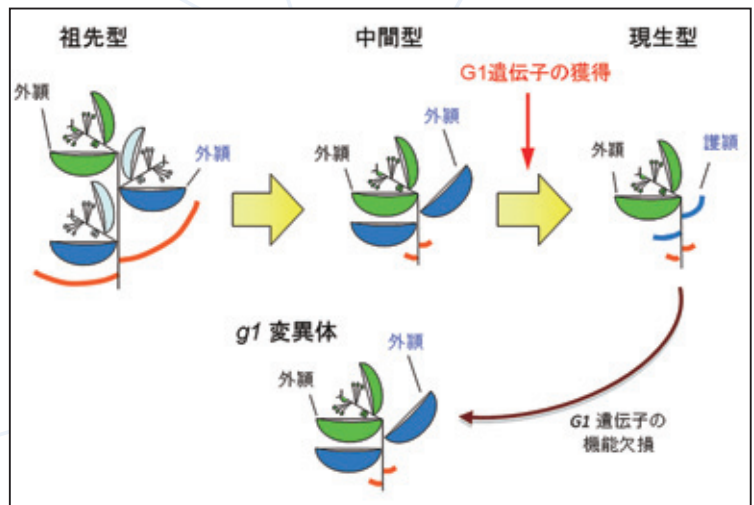 祖先型
中間型
現生型
G1遺伝子の獲得
外穎
外穎
外穎
外穎
外穎
護穎
g1 変異体
外穎
外穎
G1 遺伝子の
機能欠損